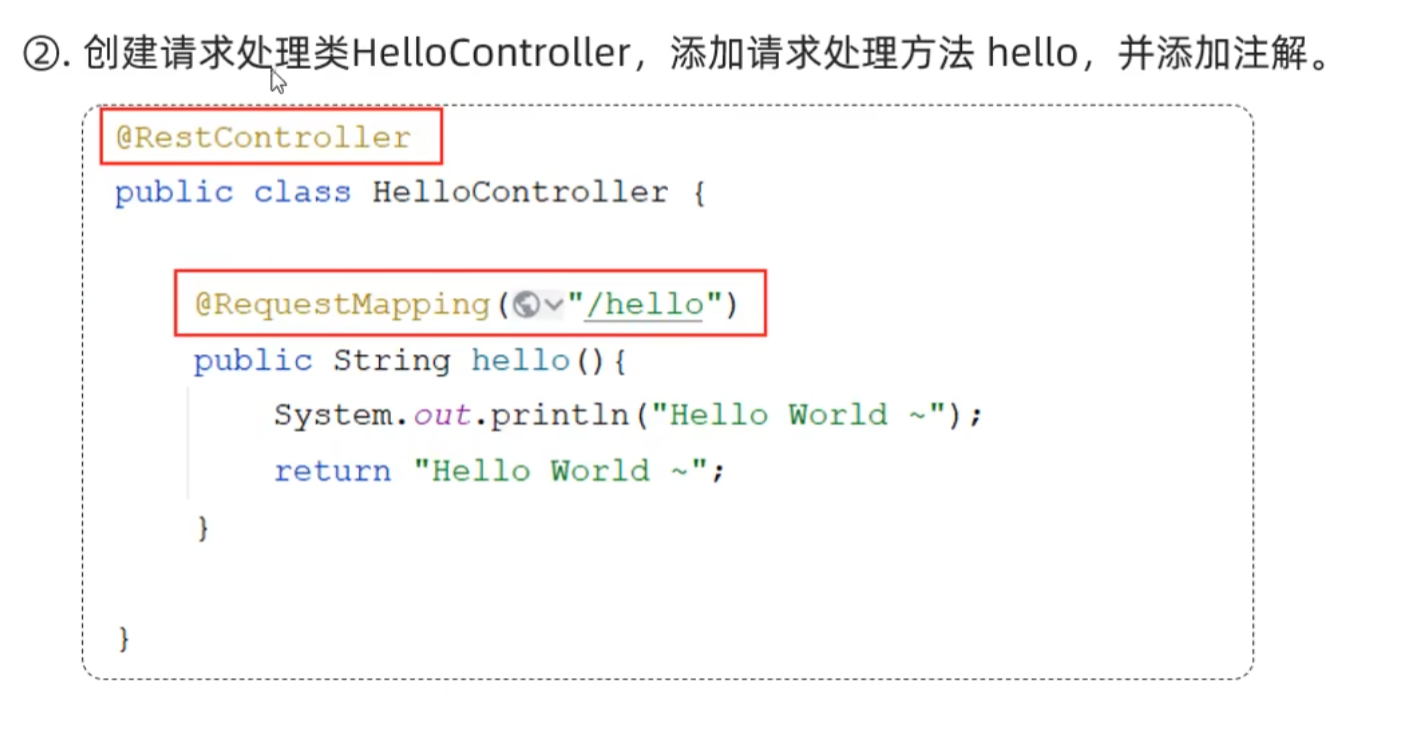 ②. 创建请求处理类HelloController，添加请求处理方法 hello，并添加注解。
@RestController
public class HelloController {
@RequestMapping("/hello")
public String hello(){
System.out.println("Hello World ~");
return "Hello World ~";
}
}